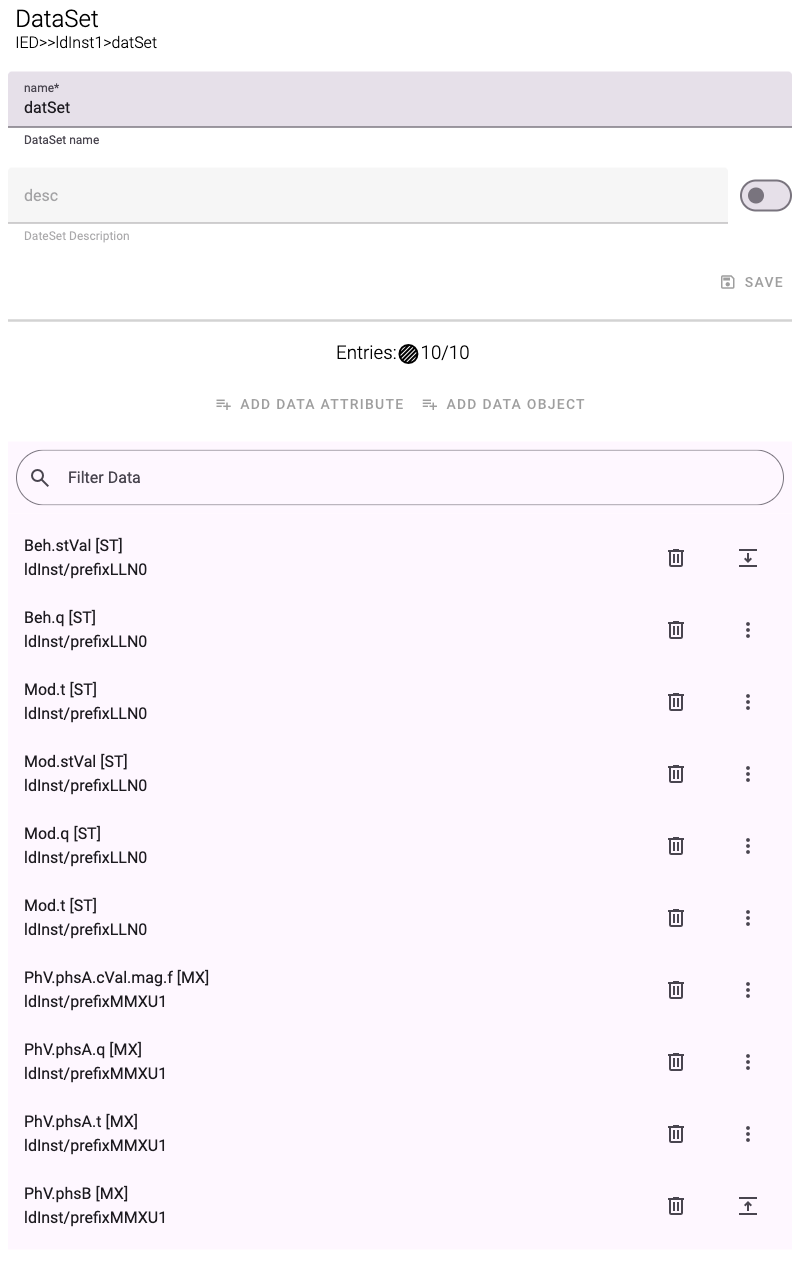 DataSet
IED>>ldInst1>datSet
name*
datSet
DataSet name
desc
DateSet Description
SAVE
Entries: 10/10
ADD DATA ATTRIBUTE ADD DATA OBJECT
Filter Data
Beh.stVal [ST]
ldInst/prefixLLN0
Beh.q [ST]
ldInst/prefixLLN0
Mod.t [ST]
ldInst/prefixLLN0
Mod.stVal [ST]
ldInst/prefixLLN0
Mod.q [ST]
ldInst/prefixLLN0
Mod.t [ST]
ldInst/prefixLLN0
PhV.phsA.cVal.mag.f [MX]
ldInst/prefixMMXU1
PhV.phsA.q [MX]
ldInst/prefixMMXU1
PhV.phsA.t [MX]
ldInst/prefixMMXU1
PhV.phsB [MX]
ldInst/prefixMMXU1